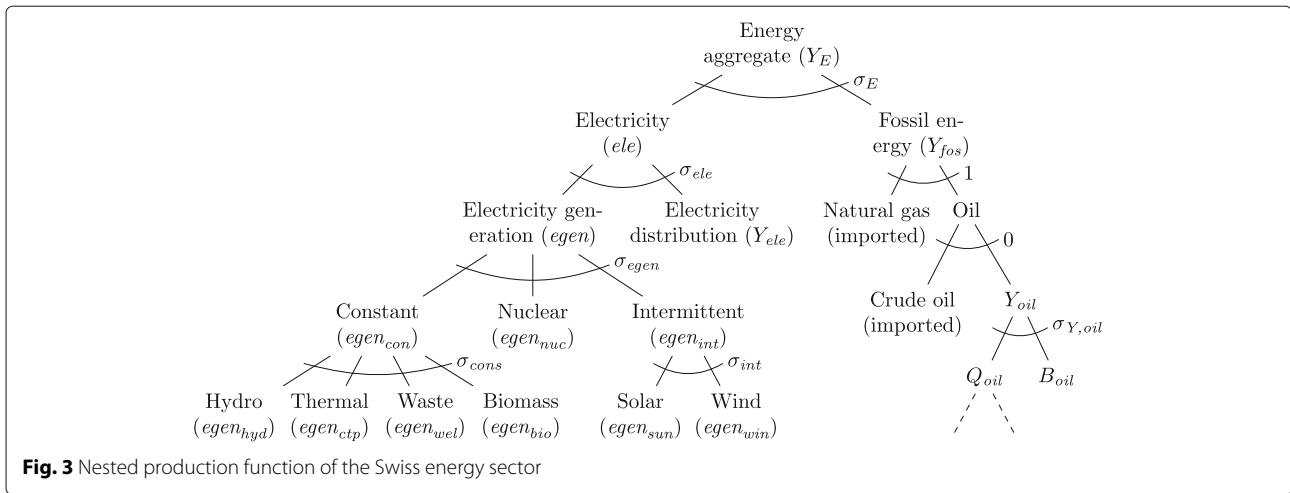 Energy
aggregate (Y_E)
σ_E
Electricity
(ele)
Fossil en-
ergy (Y_fos)
σ_ele
1
Electricity gen-
eration (egen)
Electricity
distribution (Y_ele)
Natural gas
(imported)
Oil
σ_egen
0
Constant
(egen_con)
Nuclear
(egen_nuc)
Intermittent
(egen_int)
Crude oil
(imported)
Y_oil
σ_cons
σ_int
σ_Y,oil
Hydro
(egen_hyd)
Thermal
(egen_ctp)
Waste
(egen_wel)
Biomass
(egen_bio)
Solar
(egen_sun)
Wind
(egen_win)
Q_oil
B_oil
Fig. 3 Nested production function of the Swiss energy sector